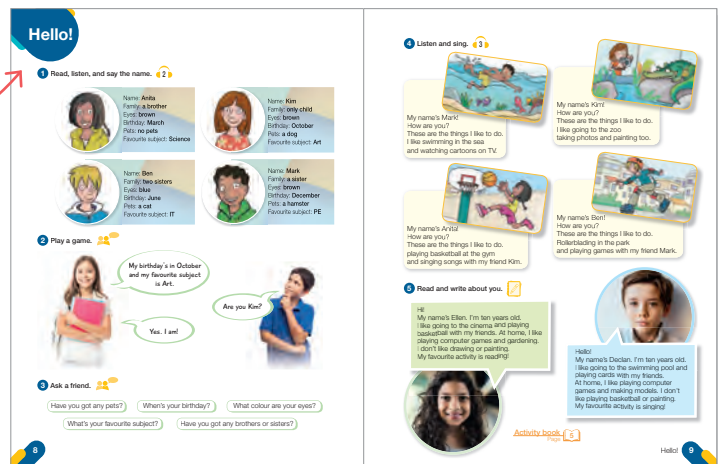 Hello!
1 Read, listen, and say the name. 2
Name: Anita
Family: a brother
Eyes: brown
Birthday: March
Pets: no pets
Favourite subject: Science
Name: Kim
Family: only child
Eyes: brown
Birthday: October
Pets: a dog
Favourite subject: Art
Name: Ben
Family: two sisters
Eyes: blue
Birthday: June
Pets: a cat
Favourite subject: IT
Name: Mark
Family: a sister
Eyes: brown
Birthday: December
Pets: a hamster
Favourite subject: PE
2 Play a game.
My birthday's in October
and my favourite subject
is Art.
Are you Kim?
Yes. I am!
3 Ask a friend.
Have you got any pets?
When's your birthday?
What colour are your eyes?
What's your favourite subject?
Have you got any brothers or sisters?
8
4 Listen and sing. 3
My name's Mark!
How are you?
These are the things I like to do.
I like swimming in the sea
and watching cartoons on TV.
My name's Kim!
How are you?
These are the things I like to do.
I like going to the zoo
taking photos and painting too.
My name's Anita!
How are you?
These are the things I like to do.
playing basketball at the gym
and singing songs with my friend Kim.
My name's Ben!
How are you?
These are the things I like to do.
Rollerblading in the park
and playing games with my friend Mark.
5 Read and write about you.
Hi!
My name's Ellen. I'm ten years old.
I like going to the cinema and playing
basketball with my friends. At home, I like
playing computer games and gardening.
I don't like drawing or painting.
My favourite activity is reading!
Hello!
My name's Declan. I'm ten years old.
I like going to the swimming pool and
playing cards with my friends.
At home, I like playing computer
games and making models. I don't
like playing basketball or painting.
My favourite activity is singing!
Activity book
Page 5
Hello! 9